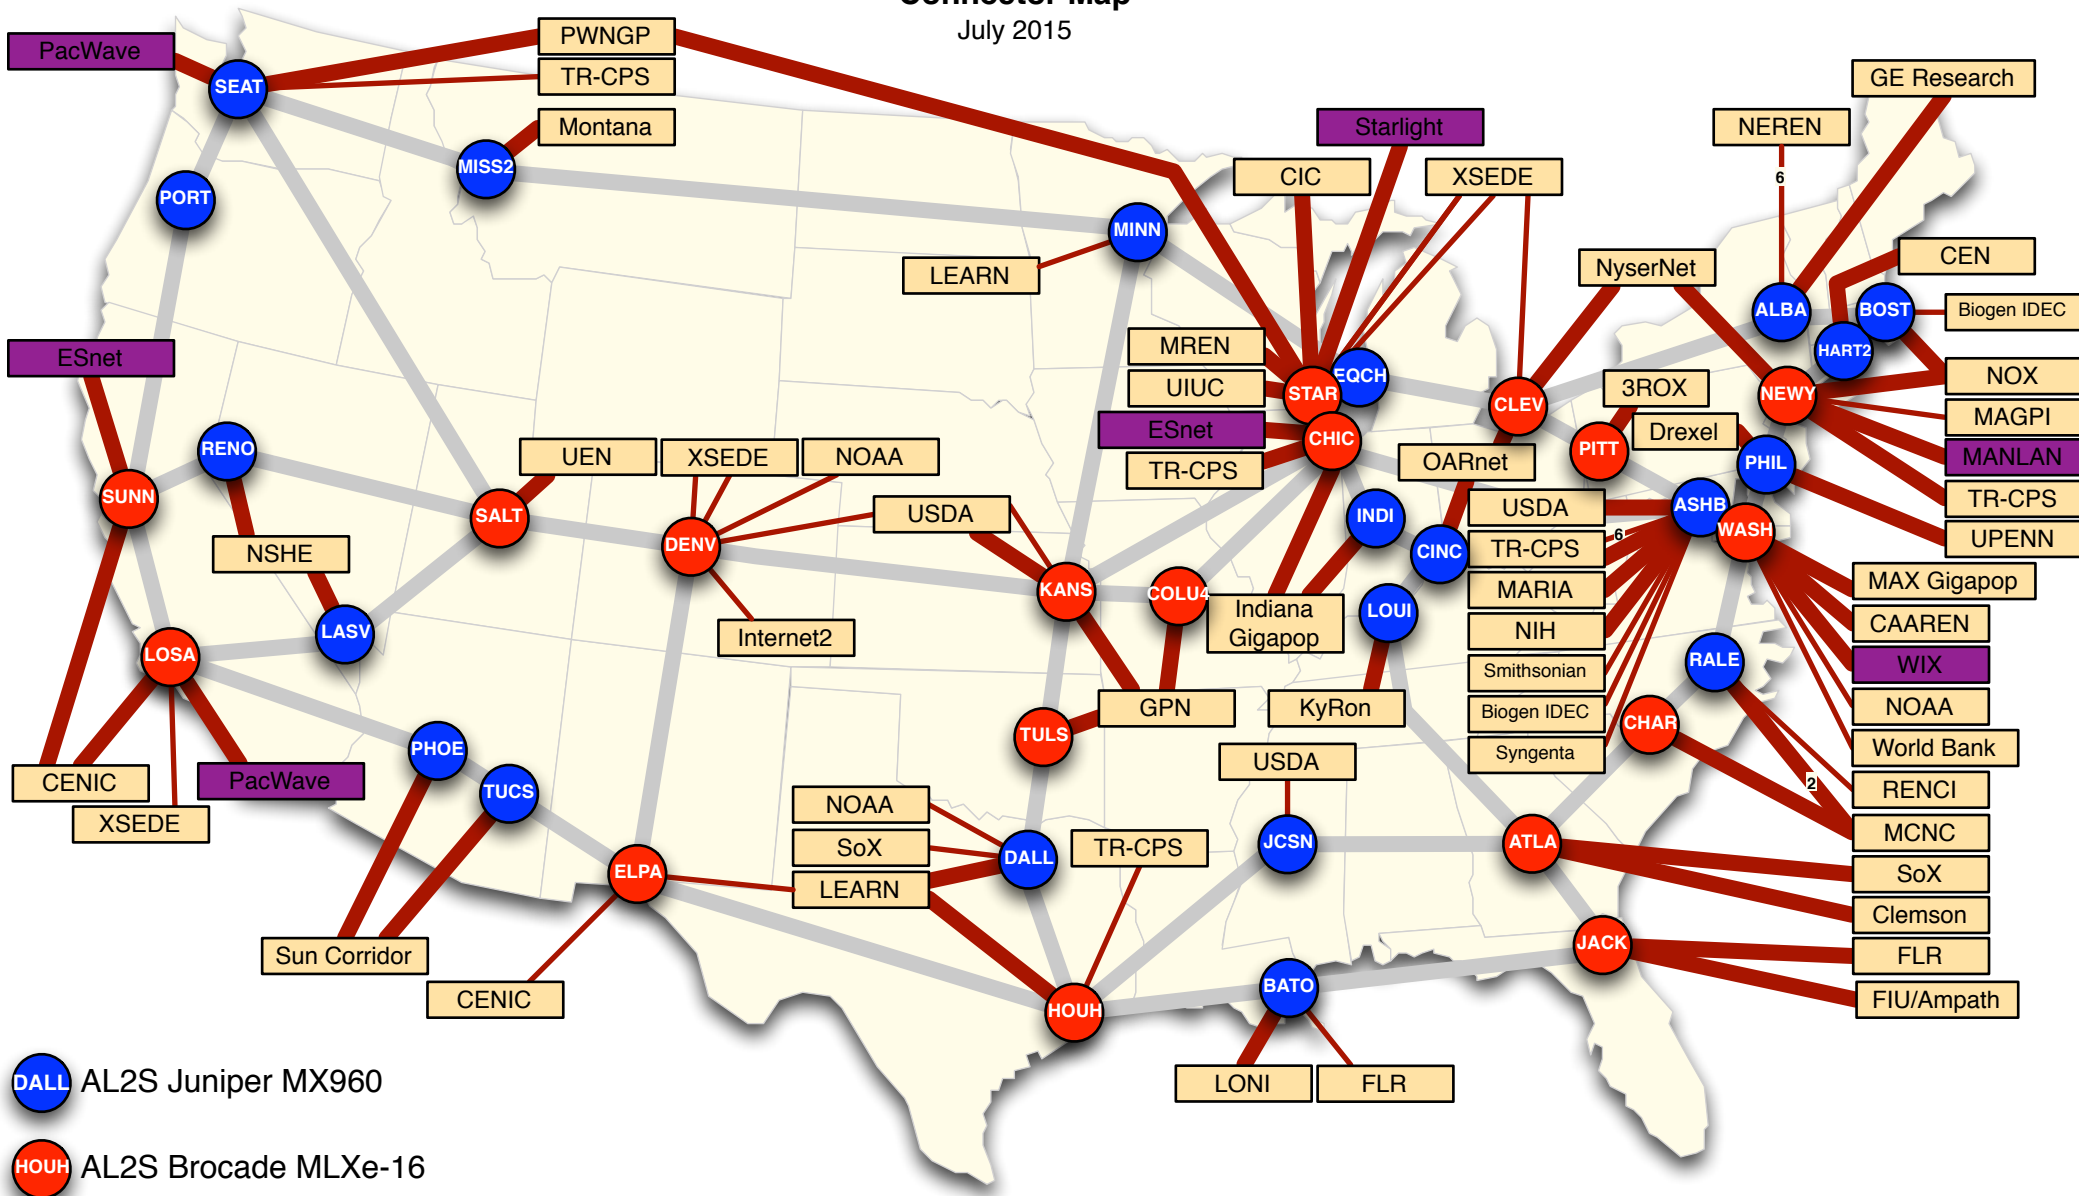 Connector Map
July 2015
PacWave
PWNGP
TR-CPS
Montana
SEAT
MISS2
PORT
GE Research
Starlight
NEREN
6
CIC
XSEDE
MINN
LEARN
NyserNet
CEN
ALBA
BOST
Biogen IDEC
HART2
MREN
UIUC
ESnet
TR-CPS
ESnet
STAR
EQCH
CHIC
CLEV
3ROX
NEWY
NOX
MAGPI
MANLAN
TR-CPS
UPENN
Drexel
PITT
PHIL
OARnet
RENO
SUNN
UEN
XSEDE
NOAA
SALT
DENV
USDA
NSHE
INDI
CINC
USDA
TR-CPS
6
MARIA
NIH
Smithsonian
Biogen IDEC
Syngenta
ASHB
WASH
MAX Gigapop
CAAREN
WIX
NOAA
World Bank
RENCI
2
MCNC
SoX
Clemson
FLR
FIU/Ampath
KANS
COLU4
Indiana
Gigapop
LOUI
LASV
LOSA
Internet2
RALE
CHAR
GPN
KyRon
TULS
PHOE
TUCS
CENIC
PacWave
XSEDE
USDA
NOAA
SoX
LEARN
DALL
TR-CPS
JCSN
ATLA
ELPA
Sun Corridor
CENIC
JACK
BATO
HOUH
LONI
FLR
DALL AL2S Juniper MX960
HOUH AL2S Brocade MLXe-16